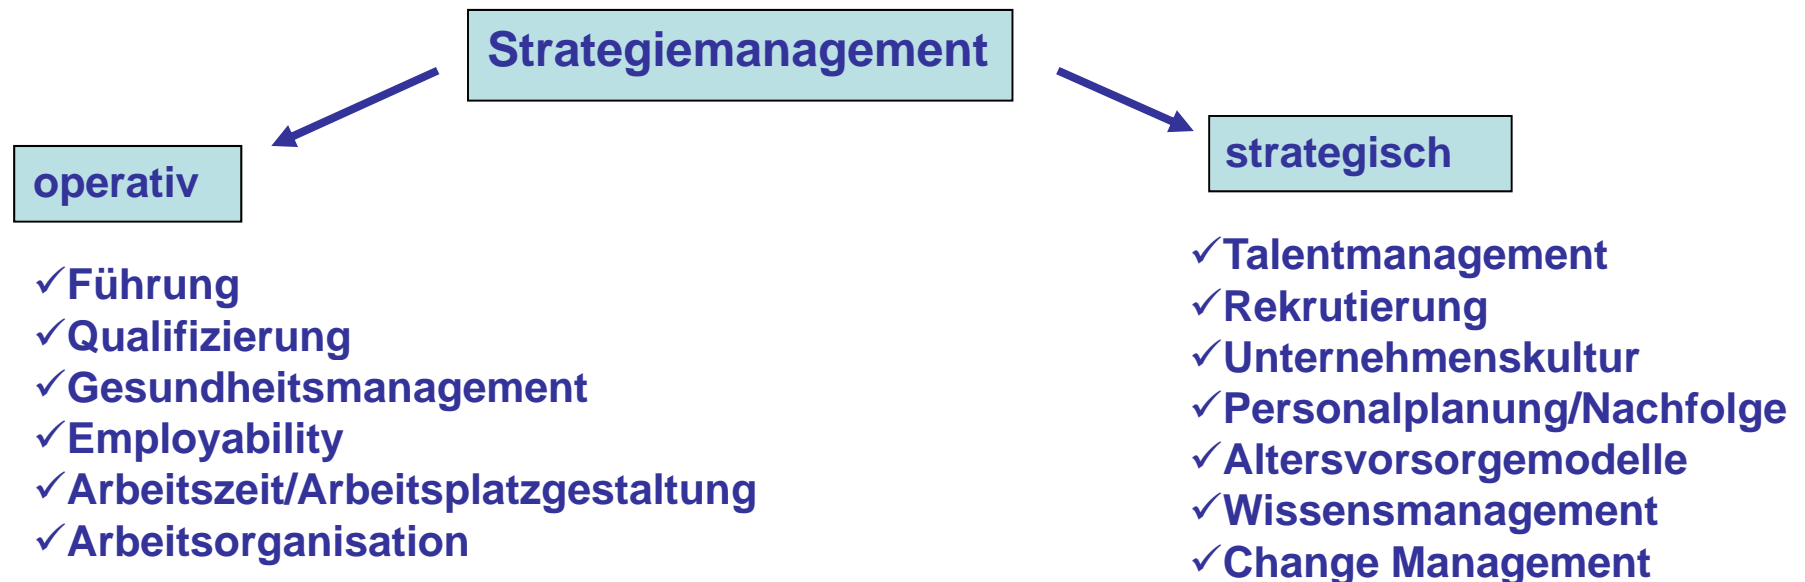 Strategiemanagement
operativ
✓Führung
✓Qualifizierung
✓Gesundheitsmanagement
✓Employability
✓Arbeitszeit/Arbeitsplatzgestaltung
✓Arbeitsorganisation
strategisch
✓Talentmanagement
✓Rekrutierung
✓Unternehmenskultur
✓Personalplanung/Nachfolge
✓Altersvorsorgemodelle
✓Wissensmanagement
✓Change Management